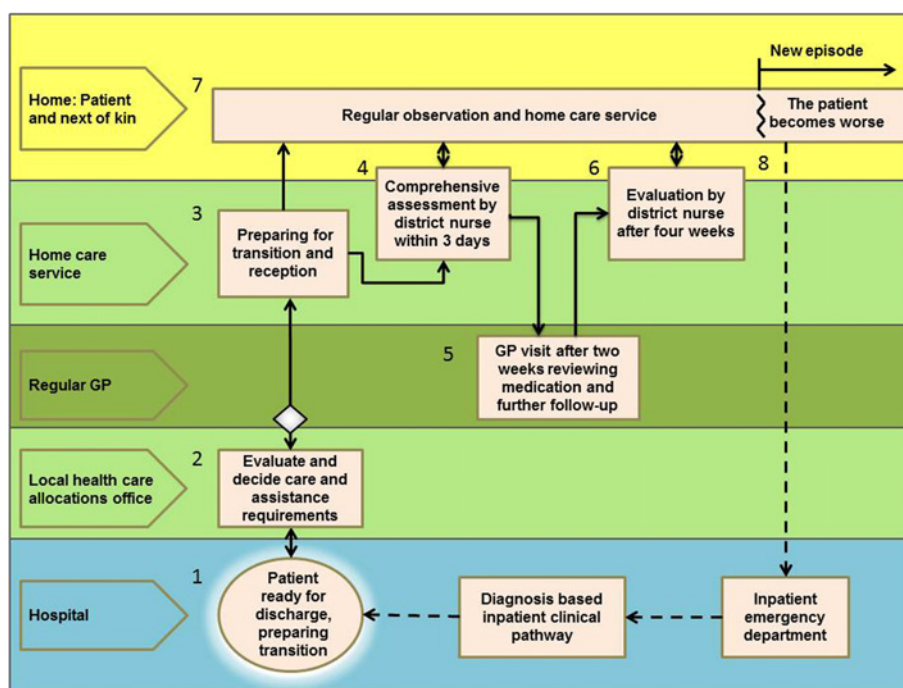 New episode
7
Home: Patient
and next of kin
Regular observation and home care service
The patient
becomes worse
4
6
8
Comprehensive
assessment by
district nurse
within 3 days
Evaluation by
district nurse
after four weeks
3
Preparing for
transition and
reception
Home care
service
5
GP visit after two
weeks reviewing
medication and
further follow-up
Regular GP
2
Evaluate and
decide care and
assistance
requirements
Local health care
allocations office
1
Patient
ready for
discharge,
preparing
transition
Hospital
Diagnosis based
inpatient clinical
pathway
Inpatient
emergency
department